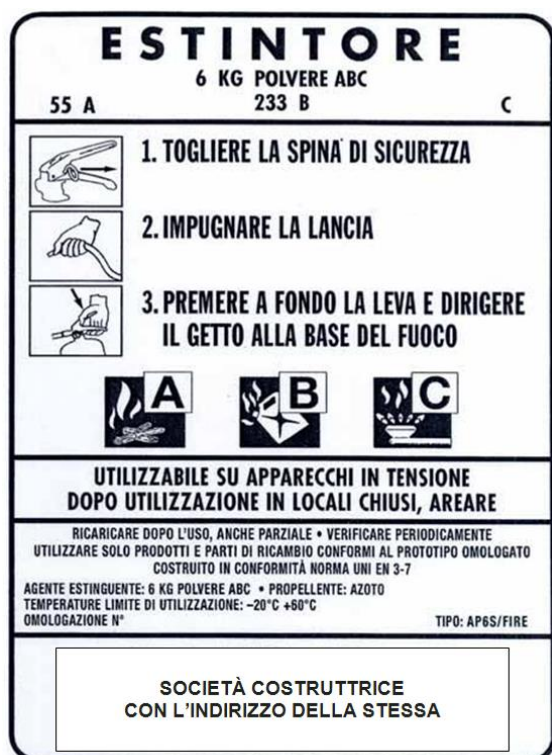 ESTINTORE
6 KG POLVERE ABC
55 A 233 B C
1. TOGLIERE LA SPINA DI SICUREZZA
2. IMPUGNARE LA LANCIA
3. PREMERE A FONDO LA LEVA E DIRIGERE
IL GETTO ALLA BASE DEL FUOCO
A B C
UTILIZZABILE SU APPARECCHI IN TENSIONE
DOPO UTILIZZAZIONE IN LOCALI CHIUSI, AREARE
RICARICARE DOPO L'USO, ANCHE PARZIALE • VERIFICARE PERIODICAMENTE
UTILIZZARE SOLO PRODOTTI E PARTI DI RICAMBIO CONFORMI AL PROTOTIPO OMOLOGATO
COSTRUITO IN CONFORMITÀ NORMA UNI EN 3-7
AGENTE ESTINGUENTE: 6 KG POLVERE ABC • PROPELLENTE: AZOTO
TEMPERATURE LIMITE DI UTILIZZAZIONE: –20°C +60°C
OMOLOGAZIONE N° TIPO: AP6S/FIRE
SOCIETÀ COSTRUTTRICE
CON L'INDIRIZZO DELLA STESSA